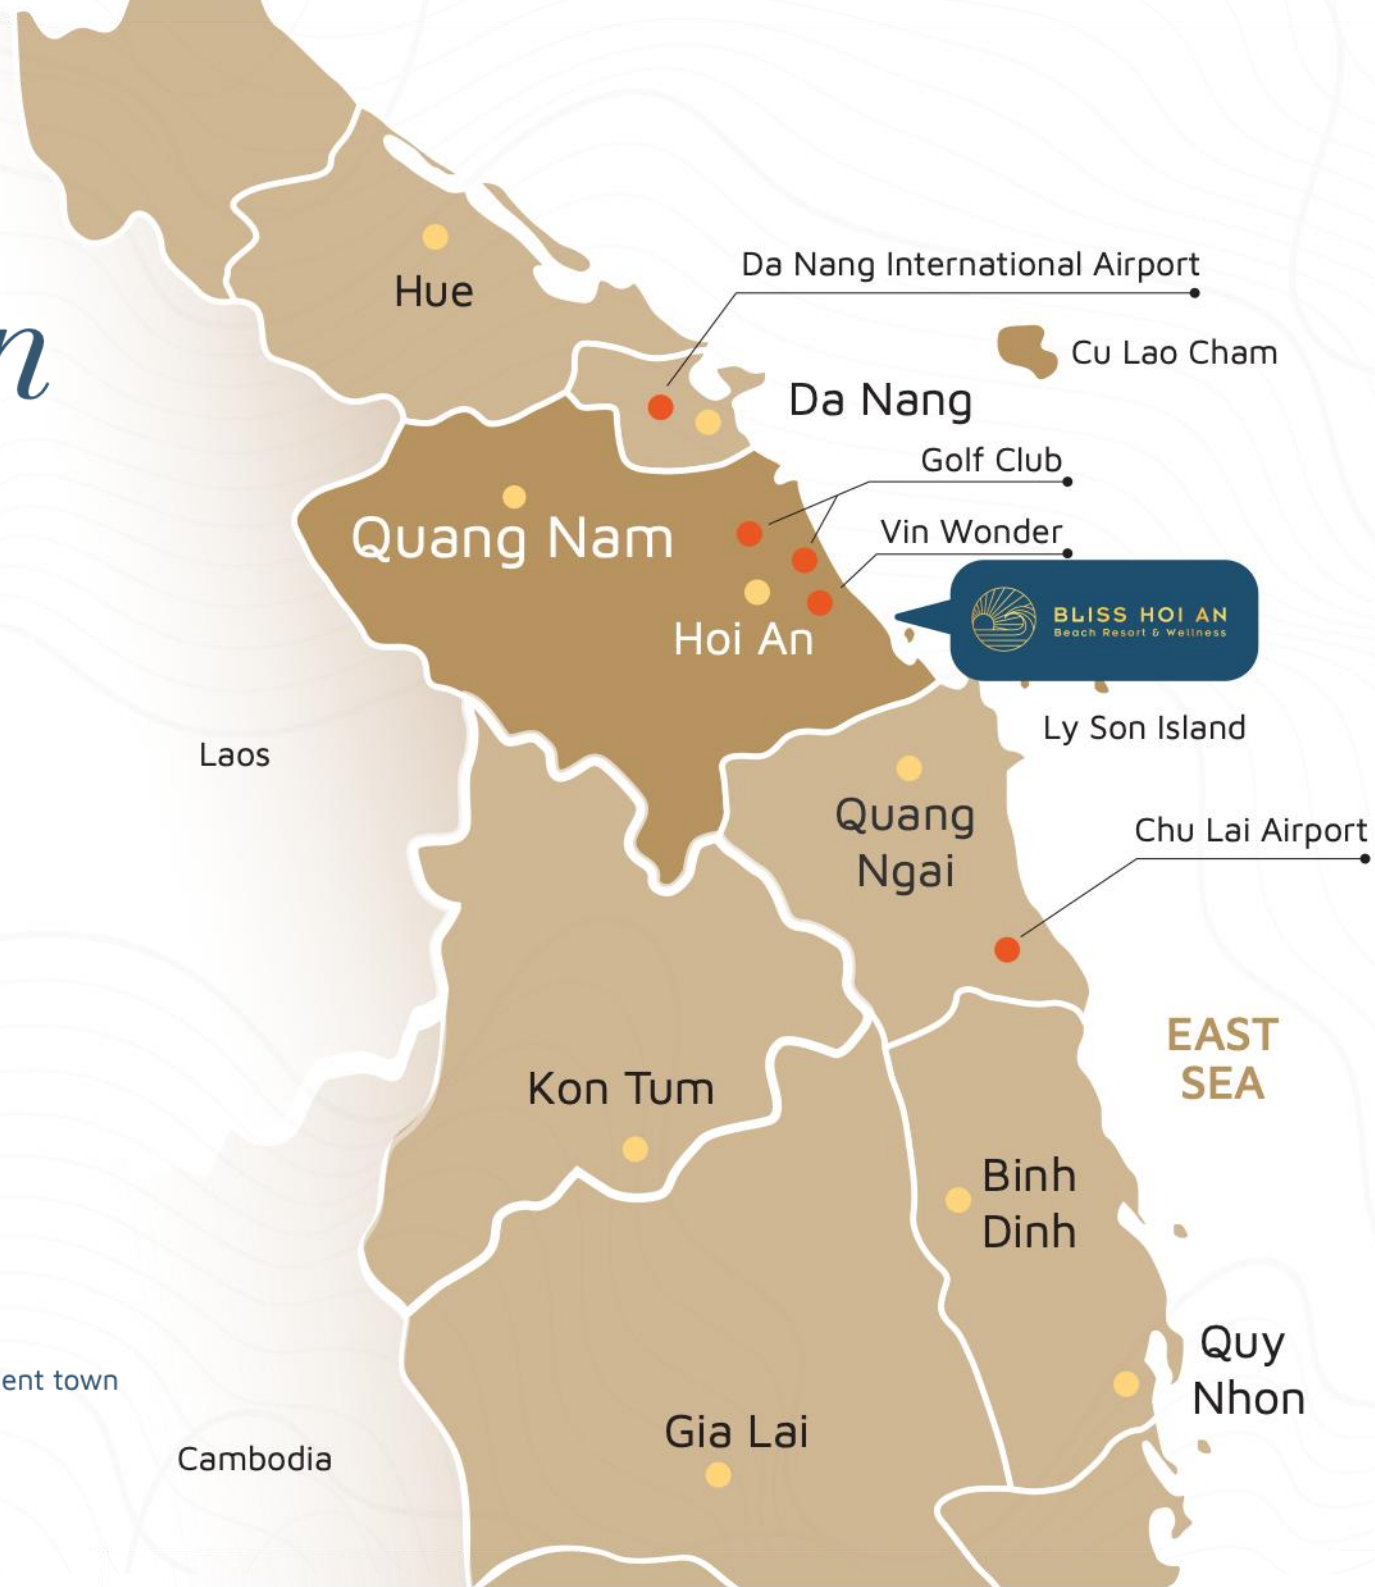 Da Nang International Airport
Hue
n
Cu Lao Cham
Da Nang
Golf Club
Quang Nam
Vin Wonder
BLISS HOI AN
Beach Resort & Wellness
Hoi An
Ly Son Island
Laos
Quang
Ngai
Chu Lai Airport
EAST
SEA
Kon Tum
Binh
Dinh
Quy
Nhon
ent town
Gia Lai
Cambodia